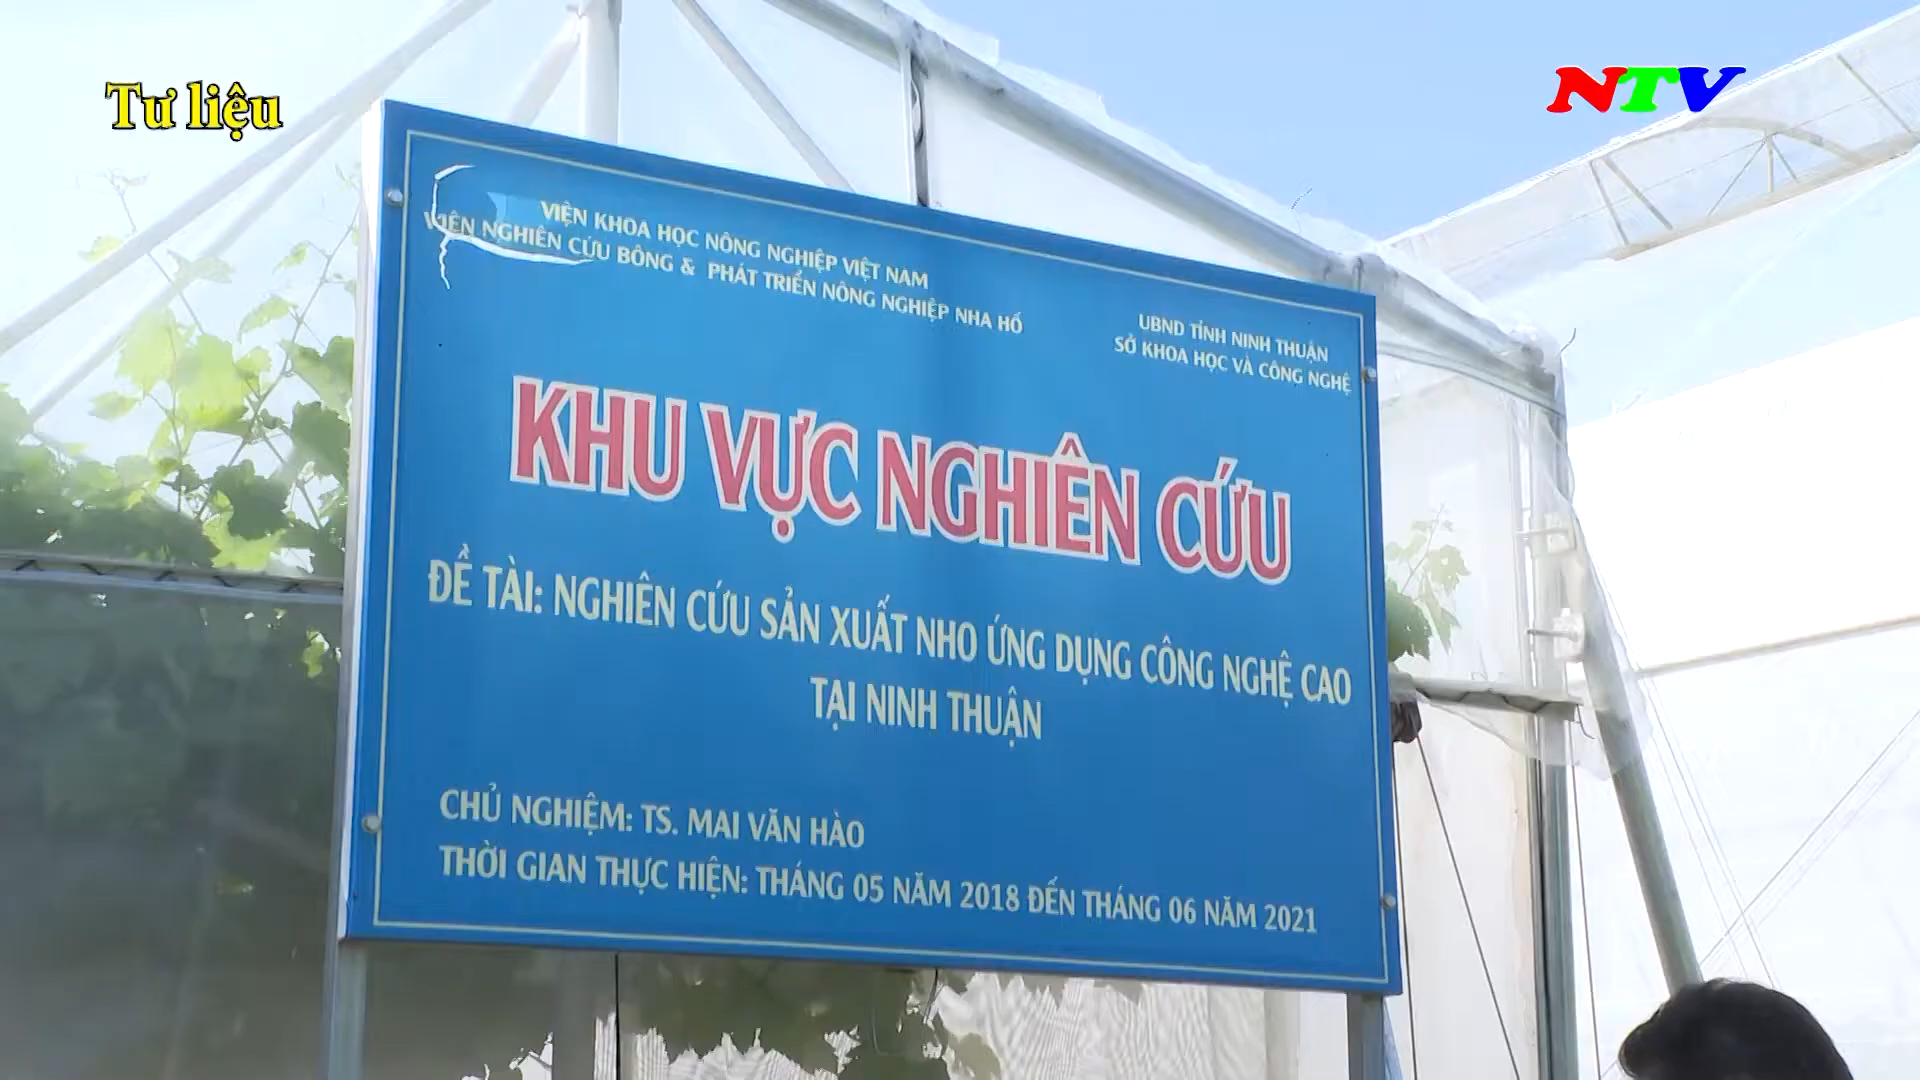 Tư liệu
NTV
VIỆN KHOA HỌC NÔNG NGHIỆP VIỆT NAM
VIỆN NGHIÊN CỨU BÔNG & PHÁT TRIỂN NÔNG NGHIỆP NHA HỐ
UBND TỈNH NINH THUẬN
SỞ KHOA HỌC VÀ CÔNG NGHỆ
KHU VỰC NGHIÊN CỨU
ĐỀ TÀI: NGHIÊN CỨU SẢN XUẤT NHO ỨNG DỤNG CÔNG NGHỆ CAO
TẠI NINH THUẬN
CHỦ NGHIỆM: TS. MAI VĂN HÀO
THỜI GIAN THỰC HIỆN: THÁNG 05 NĂM 2018 ĐẾN THÁNG 06 NĂM 2021